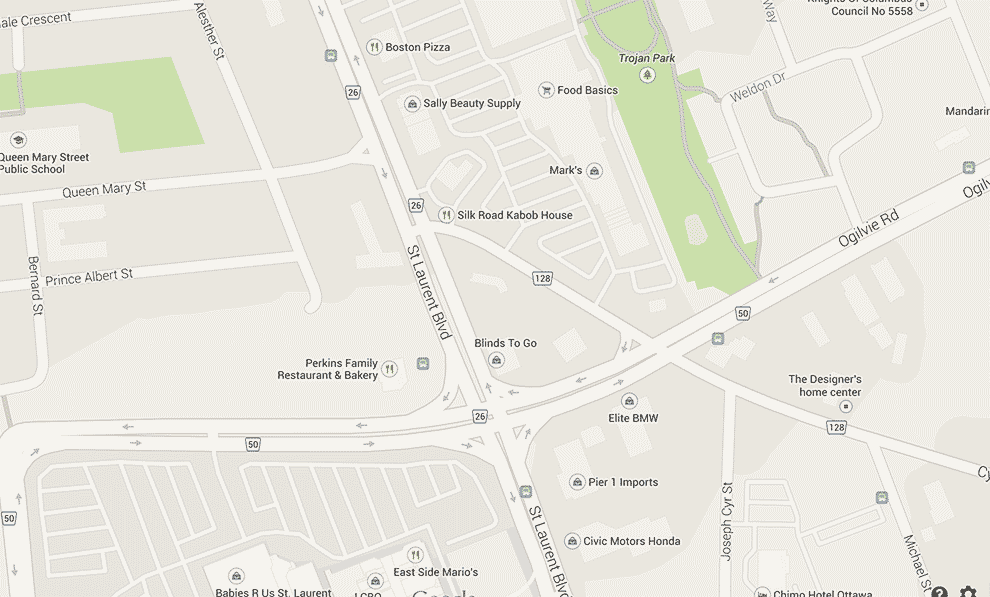 ale Crescent
Alesther St
Way
Knights Of Columbus
Council No 5558
Boston Pizza
Trojan Park
26
Food Basics
Weldon Dr
Sally Beauty Supply
Mandarin
Queen Mary Street
Public School
Mark's
Queen Mary St
Ogilv
26
Silk Road Kabob House
Ogilvie Rd
St Laurent Blvd
Bernard St
Prince Albert St
128
50
Blinds To Go
Perkins Family
Restaurant & Bakery
The Designer's
home center
26
Elite BMW
128
50
Cy
Pier 1 Imports
50
Joseph Cyr St
St Laurent Blvd
Civic Motors Honda
Michael St
East Side Mario's
Babies R Us St. Laurent
LCBO
Google
Chimo Hotel Ottawa
?